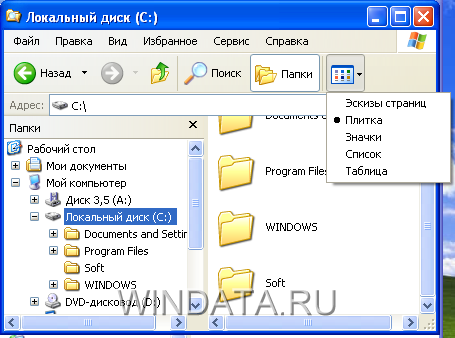 Локальный диск (C:)
Файл Правка Вид Избранное Сервис Справка
Назад Поиск Папки
Адрес: C:\
Эскизы страниц
Плитка
Значки
Список
Таблица
Папки
Рабочий стол
Мои документы
Мой компьютер
Диск 3,5 (A:)
Локальный диск (C:)
Documents and Settin
Program Files
Soft
WINDOWS
DVD-дисковод (D:)
Documents and
Program Files
WINDOWS
Soft
WINDATA.RU